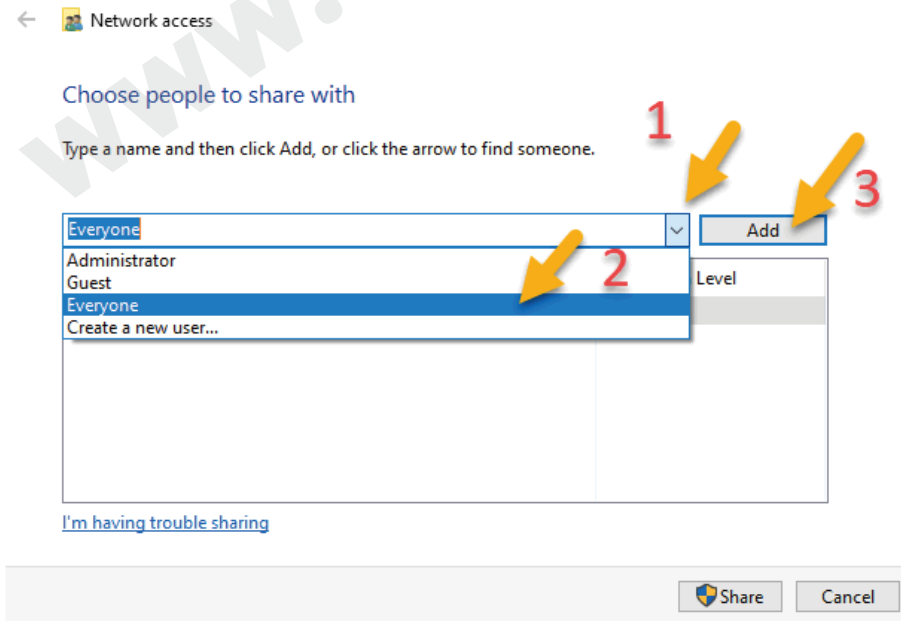 Network access
www.
Choose people to share with
1
Type a name and then click Add, or click the arrow to find someone.
3
Everyone
Add
Administrator
2
Guest
Level
Everyone
Create a new user...
I'm having trouble sharing
Share
Cancel